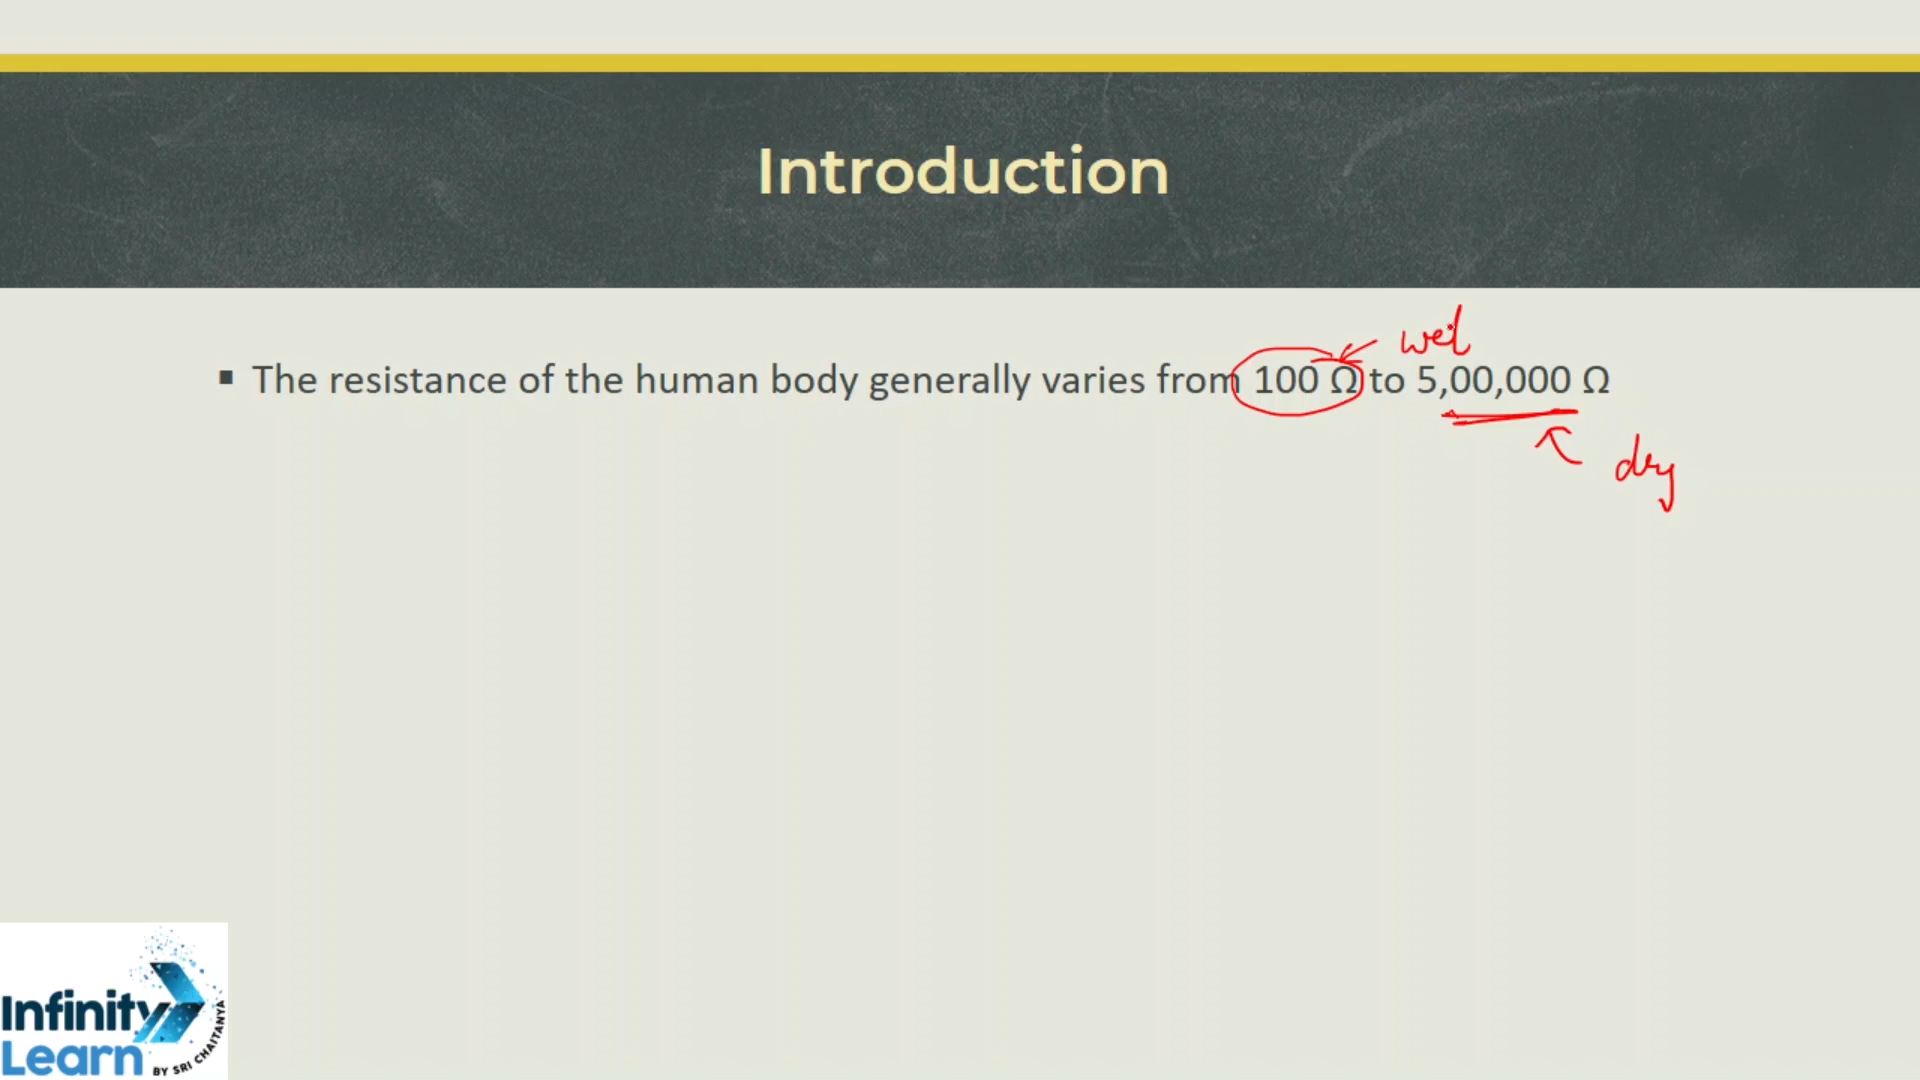 Introduction
wet
▪ The resistance of the human body generally varies from 100 Ω to 5,00,000 Ω
dry
Infinity
Learn
BY SRI CHAITANYA